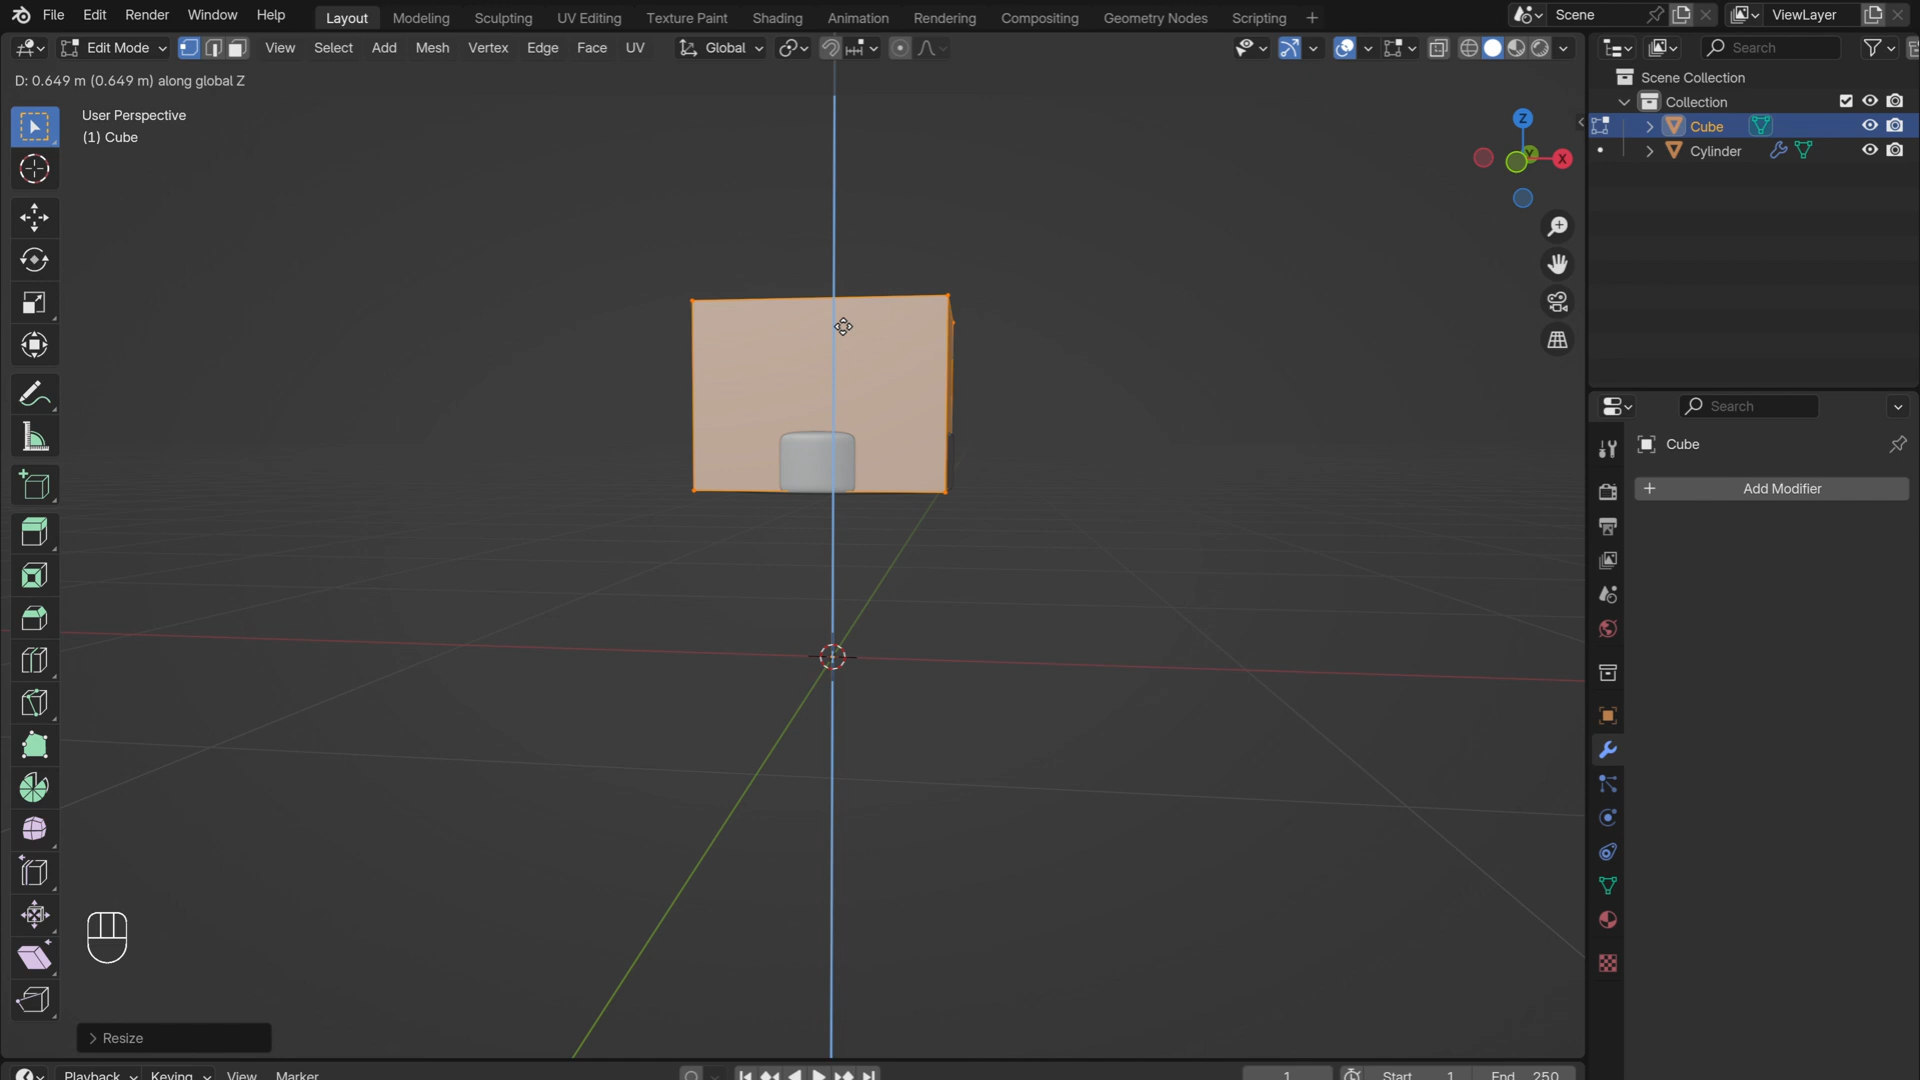 File Edit Render Window Help Layout Modeling Sculpting UV Editing Texture Paint Shading Animation Rendering Compositing Geometry Nodes Scripting + Scene ViewLayer
Edit Mode View Select Add Mesh Vertex Edge Face UV Global Search
D: 0.649 m (0.649 m) along global Z
Scene Collection
Collection
Cube
Cylinder
User Perspective
(1) Cube
Z
Y
X
Search
Cube
+ Add Modifier
Resize
Playback Keying View Marker 1 Start 1 End 250